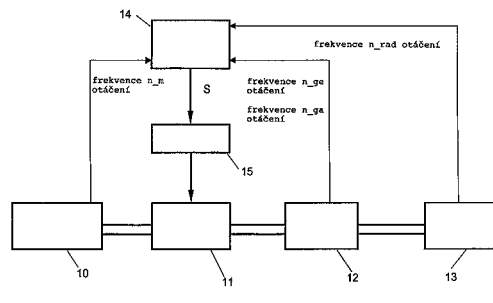 14
frekvence n_rad otáčení
frekvence n_m
otáčení
S
frekvence n_ge
otáčení
frekvence n_ga
otáčení
15
10
11
12
13